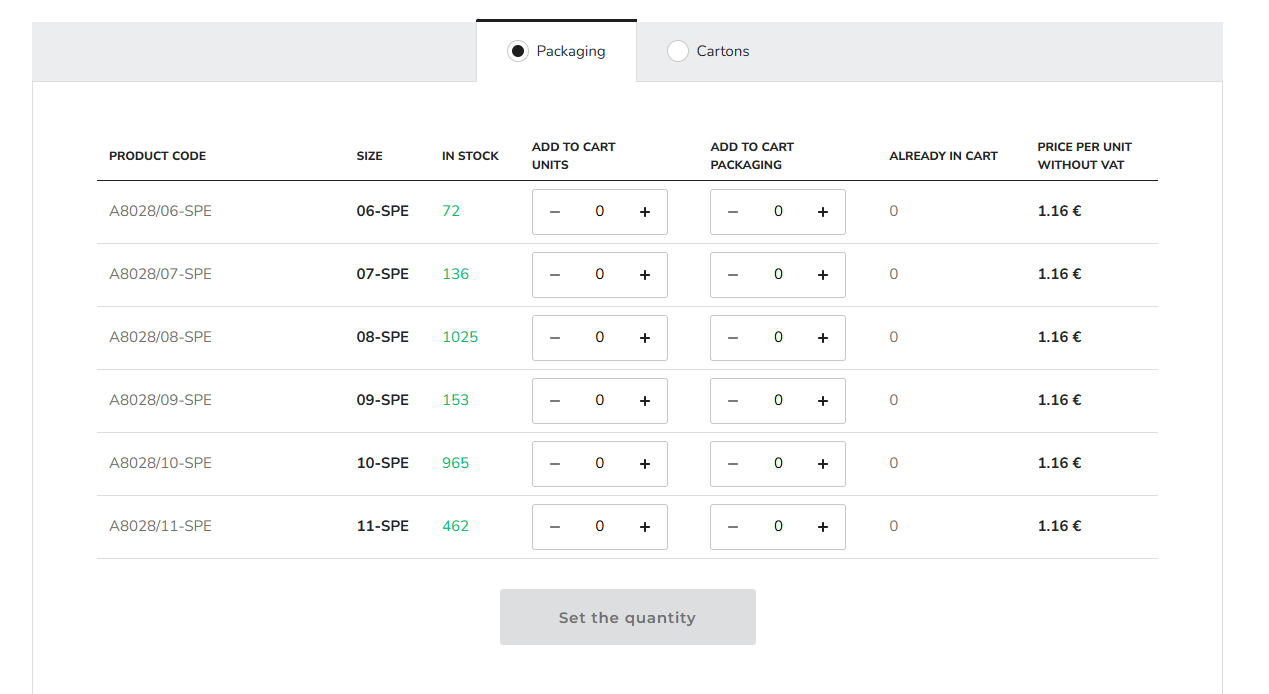 Packaging Cartons
PRODUCT CODE SIZE IN STOCK ADD TO CART UNITS ADD TO CART PACKAGING ALREADY IN CART PRICE PER UNIT WITHOUT VAT
A8028/06-SPE 06-SPE 72 − 0 + − 0 + 0 1.16 €
A8028/07-SPE 07-SPE 136 − 0 + − 0 + 0 1.16 €
A8028/08-SPE 08-SPE 1025 − 0 + − 0 + 0 1.16 €
A8028/09-SPE 09-SPE 153 − 0 + − 0 + 0 1.16 €
A8028/10-SPE 10-SPE 965 − 0 + − 0 + 0 1.16 €
A8028/11-SPE 11-SPE 462 − 0 + − 0 + 0 1.16 €
Set the quantity